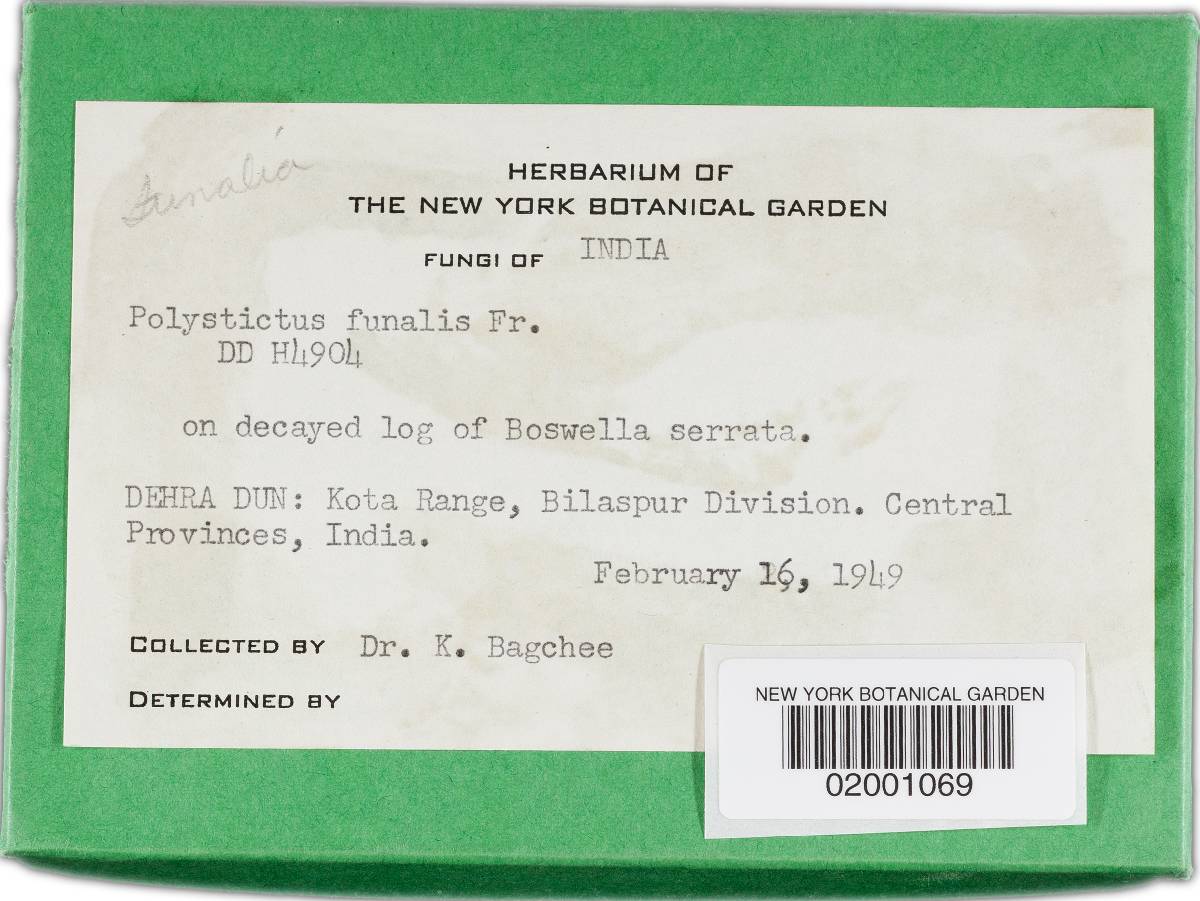 Funalia
HERBARIUM OF
THE NEW YORK BOTANICAL GARDEN
FUNGI OF INDIA
Polystictus funalis Fr.
DD H4904
on decayed log of Boswella serrata.
DEHRA DUN: Kota Range, Bilaspur Division. Central
Provinces, India.
February 16, 1949
COLLECTED BY Dr. K. Bagchee
DETERMINED BY
NEW YORK BOTANICAL GARDEN
02001069